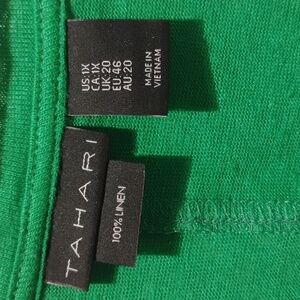 US:1X
CA:1X
UK:20
EU:46
AU:20
MADE IN
VIETNAM
TAHARI
100% LINEN